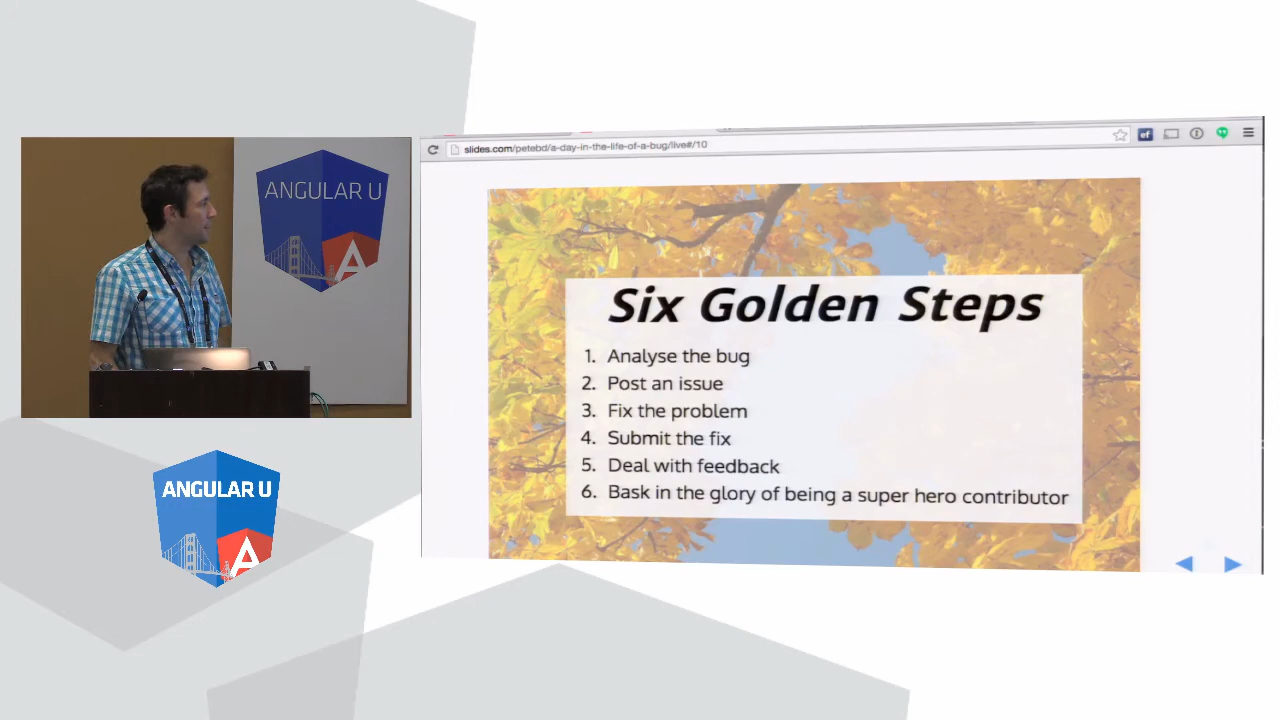 ANGULAR U
A
ANGULAR U
A
slides.com/petebd/a-day-in-the-life-of-a-bug/live#/10
ef
Six Golden Steps
1. Analyse the bug
2. Post an issue
3. Fix the problem
4. Submit the fix
5. Deal with feedback
6. Bask in the glory of being a super hero contributor